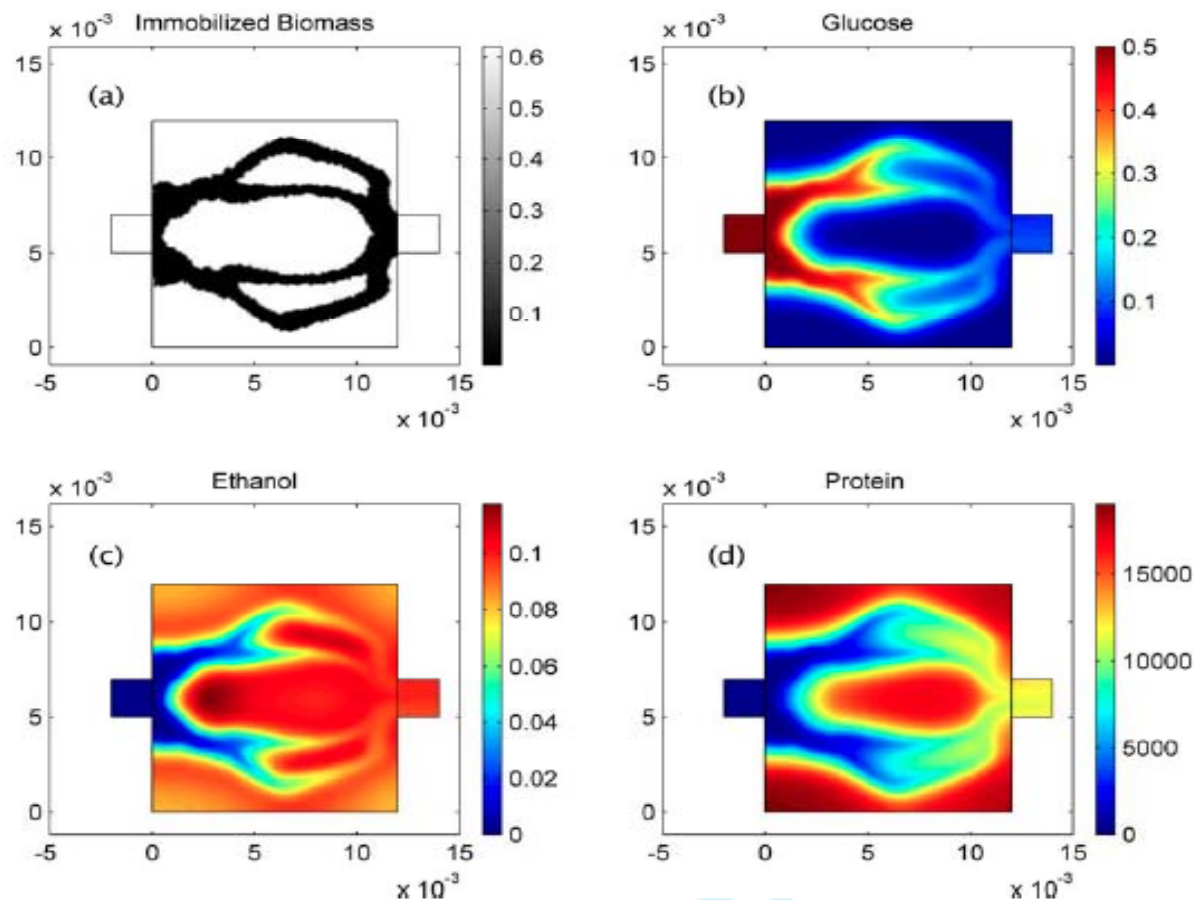 x 10-3 Immobilized Biomass
(a)
15
10
5
0
-5 0 5 10 15
x 10-3
0.6
0.5
0.4
0.3
0.2
0.1
x 10-3 Glucose
(b)
15
10
5
0
-5 0 5 10 15
x 10-3
0.5
0.4
0.3
0.2
0.1
x 10-3 Ethanol
(c)
15
10
5
0
-5 0 5 10 15
x 10-3
0.1
0.08
0.06
0.04
0.02
0
x 10-3 Protein
(d)
15
10
5
0
-5 0 5 10 15
x 10-3
15000
10000
5000
0